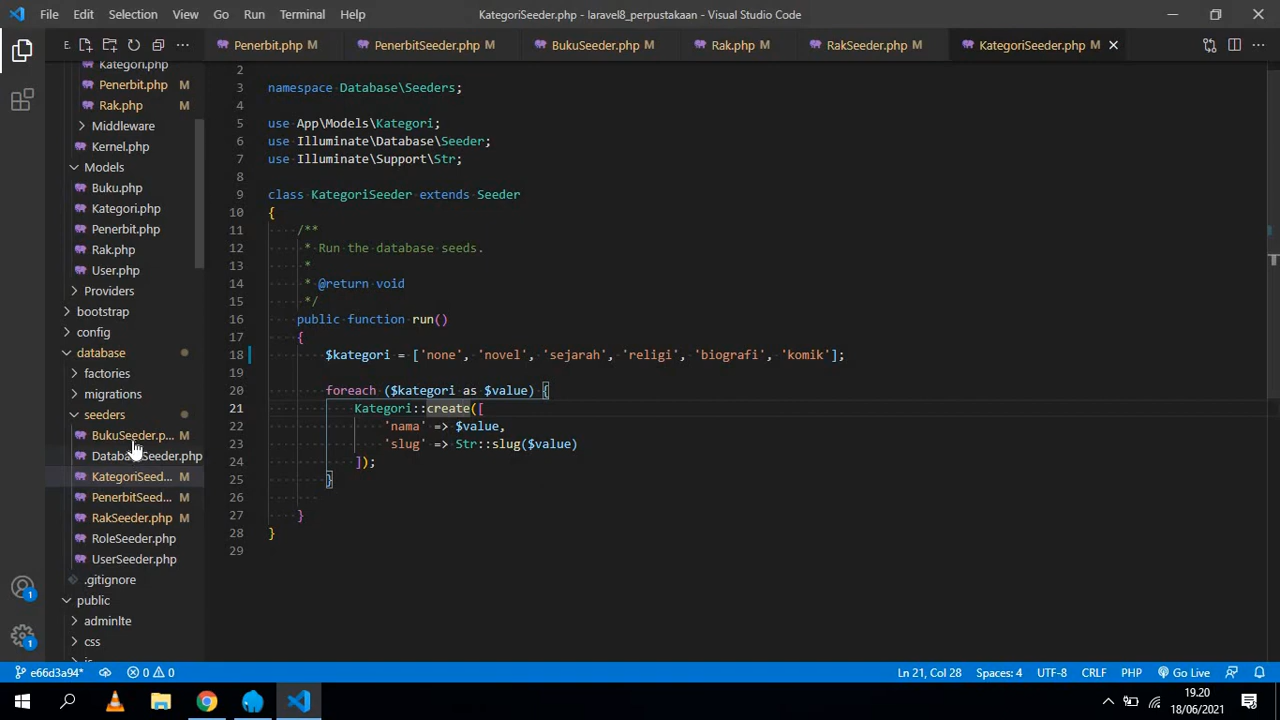 File Edit Selection View Go Run Terminal Help KategoriSeeder.php - laravel8_perpustakaan - Visual Studio Code
E.
Penerbit.php M PenerbitSeeder.php M BukuSeeder.php M Rak.php M RakSeeder.php M KategoriSeeder.php M
Kategori.php
Penerbit.php M
Rak.php M
Middleware
Kernel.php
Models
Buku.php
Kategori.php
Penerbit.php
Rak.php
User.php
Providers
bootstrap
config
database
factories
migrations
seeders
BukuSeeder.p... M
DatabaseSeeder.php
KategoriSeed... M
PenerbitSeed... M
RakSeeder.php M
RoleSeeder.php
UserSeeder.php
.gitignore
public
adminlte
css
2
3 namespace Database\Seeders;
4
5 use App\Models\Kategori;
6 use Illuminate\Database\Seeder;
7 use Illuminate\Support\Str;
8
9 class KategoriSeeder extends Seeder
10 {
11 /**
12 * Run the database seeds.
13 *
14 * @return void
15 */
16 public function run()
17 {
18 $kategori = ['none', 'novel', 'sejarah', 'religi', 'biografi', 'komik'];
19
20 foreach ($kategori as $value) {
21 Kategori::create([
22 'nama' => $value,
23 'slug' => Str::slug($value)
24 ]);
25 }
26
27 }
28 }
29
1
1
e66d3a94* 0 0 Ln 21, Col 28 Spaces: 4 UTF-8 CRLF PHP Go Live
19.20
18/06/2021